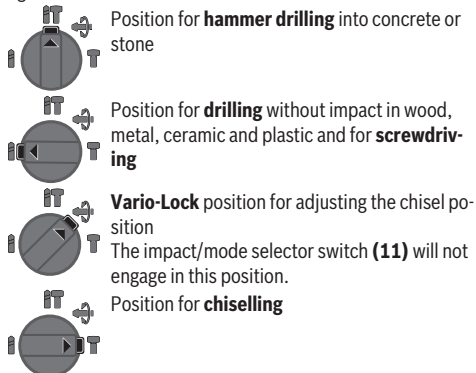 Position for hammer drilling into concrete or
stone
Position for drilling without impact in wood,
metal, ceramic and plastic and for screwdriv-
ing
Vario-Lock position for adjusting the chisel po-
sition
The impact/mode selector switch (11) will not
engage in this position.
Position for chiselling